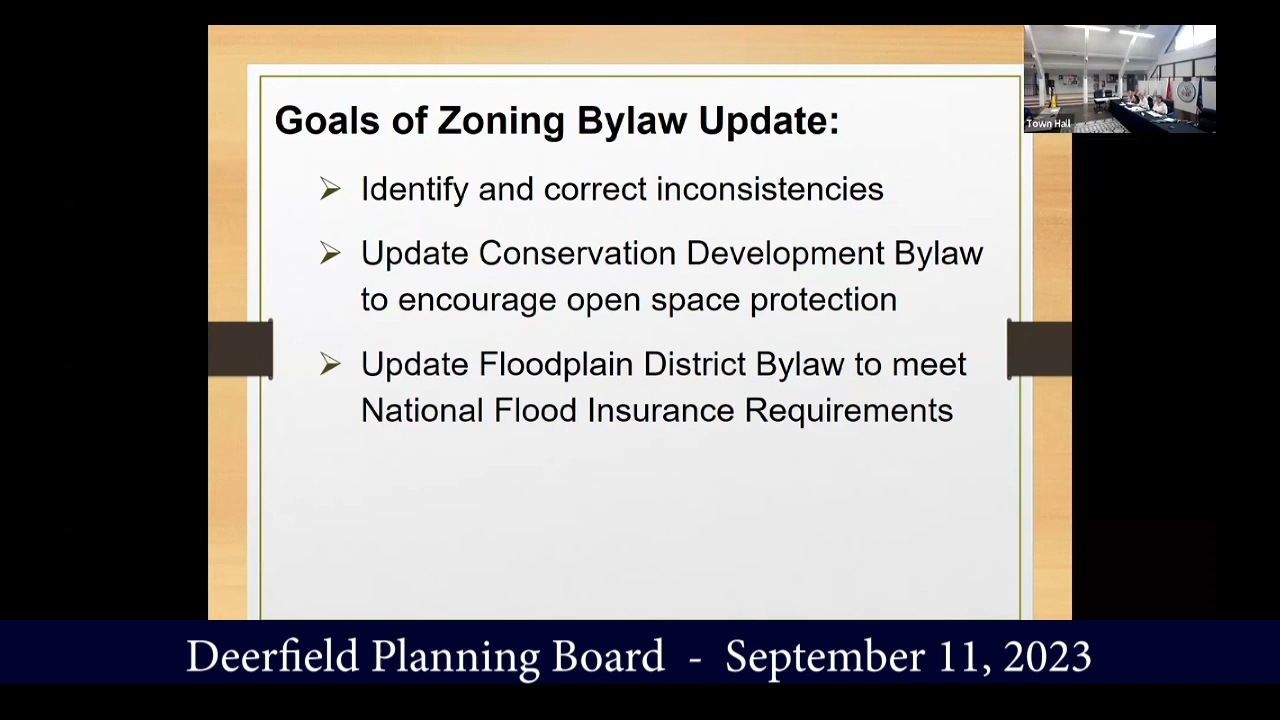 Goals of Zoning Bylaw Update:
Identify and correct inconsistencies
Update Conservation Development Bylaw
to encourage open space protection
Update Floodplain District Bylaw to meet
National Flood Insurance Requirements
Town Hall
Deerfield Planning Board - September 11, 2023